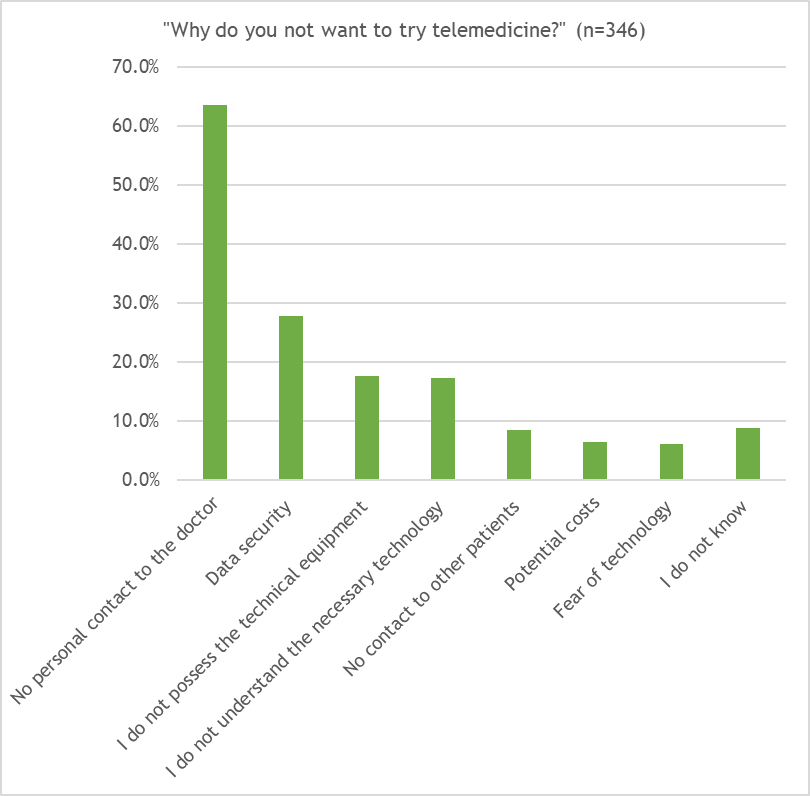 "Why do you not want to try telemedicine?" (n=346)
70.0%
60.0%
50.0%
40.0%
30.0%
20.0%
10.0%
0.0%
No personal contact to the doctor
Data security
I do not possess the technical equipment
I do not understand the necessary technology
No contact to other patients
Potential costs
Fear of technology
I do not know